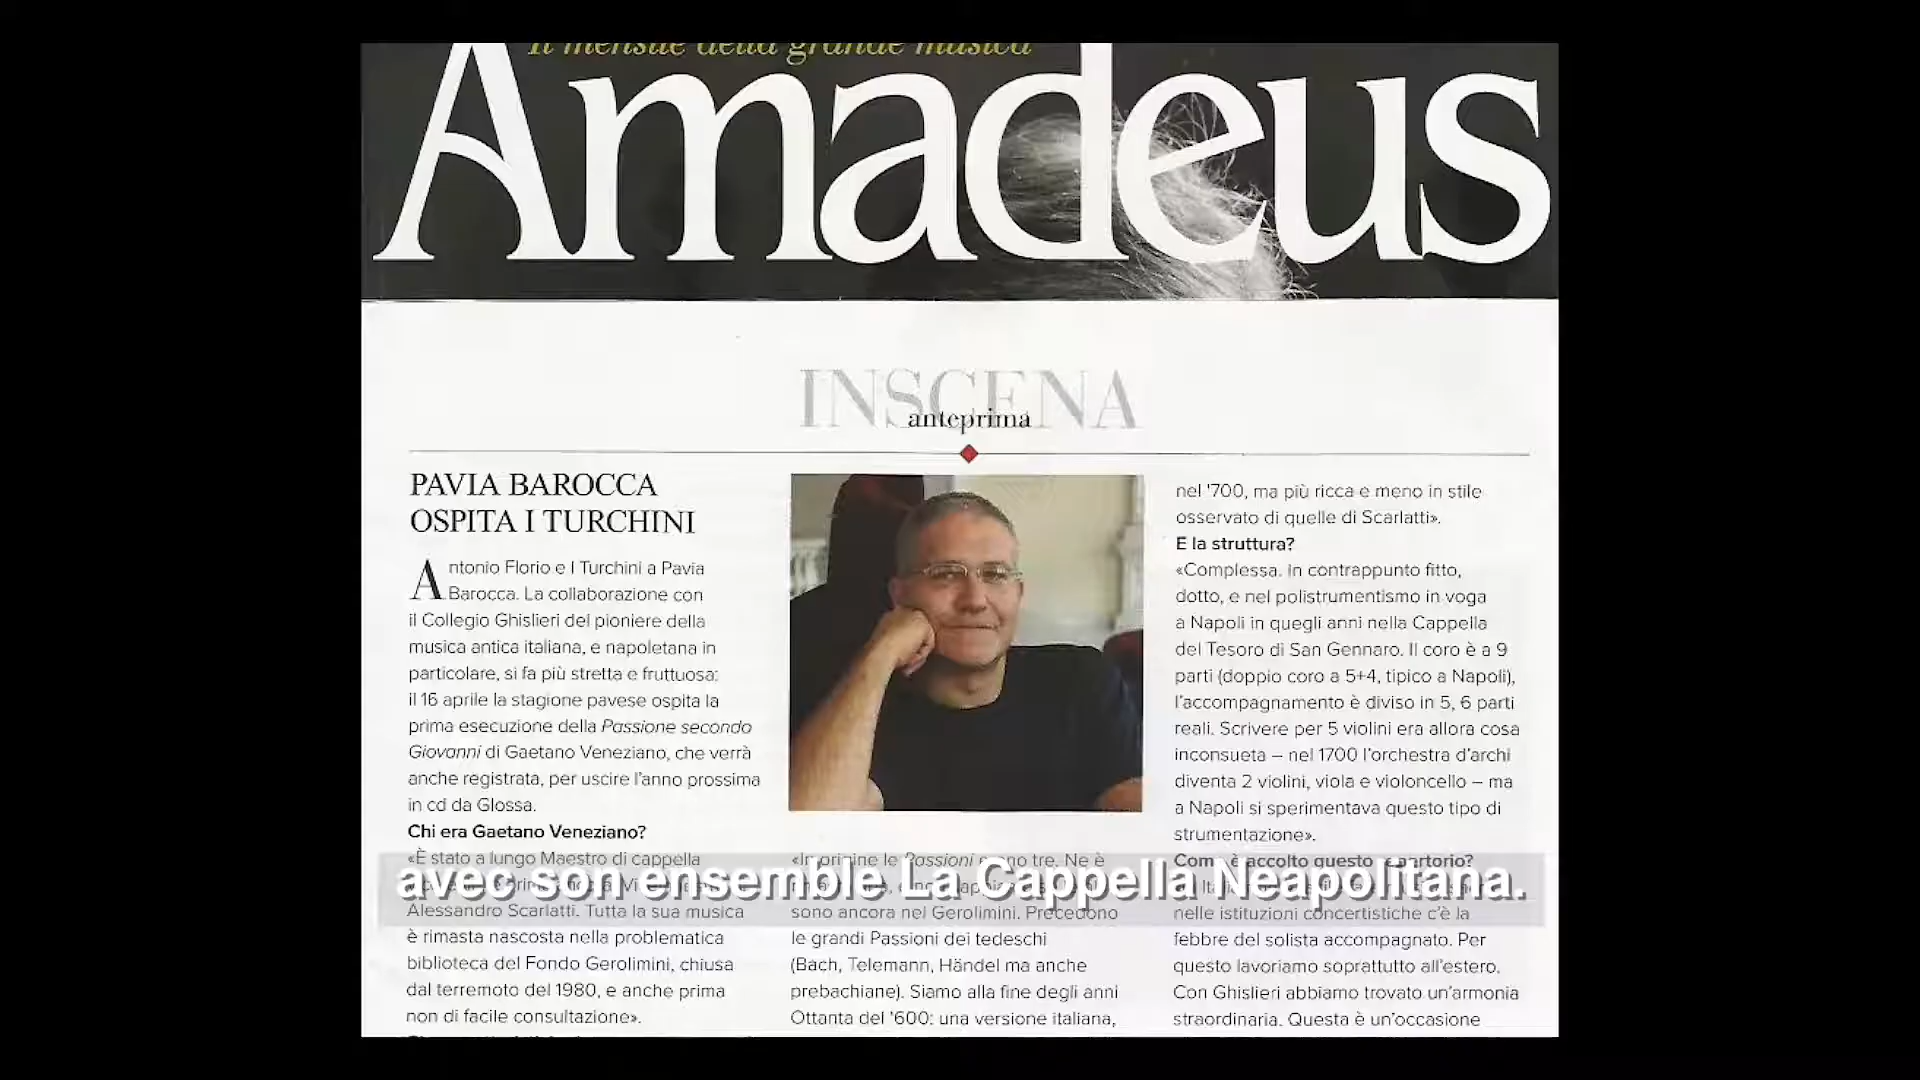 Il mensile della grande musica
Amadeus
INSCENA
anteprima
PAVIA BAROCCA
OSPITA I TURCHINI
Antonio Florio e I Turchini a Pavia
Barocca. La collaborazione con
il Collegio Ghislieri del pioniere della
musica antica italiana, e napoletana in
particolare, si fa più stretta e fruttuosa:
il 16 aprile la stagione pavese ospita la
prima esecuzione della Passione secondo
Giovanni di Gaetano Veneziano, che verrà
anche registrata, per uscire l'anno prossima
in cd da Glossa.
Chi era Gaetano Veneziano?
«È stato a lungo Maestro di cappella
Alessandro Scarlatti. Tutta la sua musica
è rimasta nascosta nella problematica
biblioteca del Fondo Gerolimini, chiusa
dal terremoto del 1980, e anche prima
non di facile consultazione».
«In origine le Passioni erano tre. Ne è
sono ancora nel Gerolimini. Precedono
le grandi Passioni dei tedeschi
(Bach, Telemann, Händel ma anche
prebachiane). Siamo alla fine degli anni
Ottanta del '600: una versione italiana,
nel '700, ma più ricca e meno in stile
osservato di quelle di Scarlatti».
E la struttura?
«Complessa. In contrappunto fitto,
dotto, e nel polistrumentismo in voga
a Napoli in quegli anni nella Cappella
del Tesoro di San Gennaro. Il coro è a 9
parti (doppio coro a 5+4, tipico a Napoli),
l'accompagnamento è diviso in 5, 6 parti
reali. Scrivere per 5 violini era allora cosa
inconsueta – nel 1700 l'orchestra d'archi
diventa 2 violini, viola e violoncello – ma
a Napoli si sperimentava questo tipo di
strumentazione».
Com'è accolto questo repertorio?
nelle istituzioni concertistiche c'è la
febbre del solista accompagnato. Per
questo lavoriamo soprattutto all'estero.
Con Ghislieri abbiamo trovato un'armonia
straordinaria. Questa è un'occasione
avec son ensemble La Cappella Neapolitana.